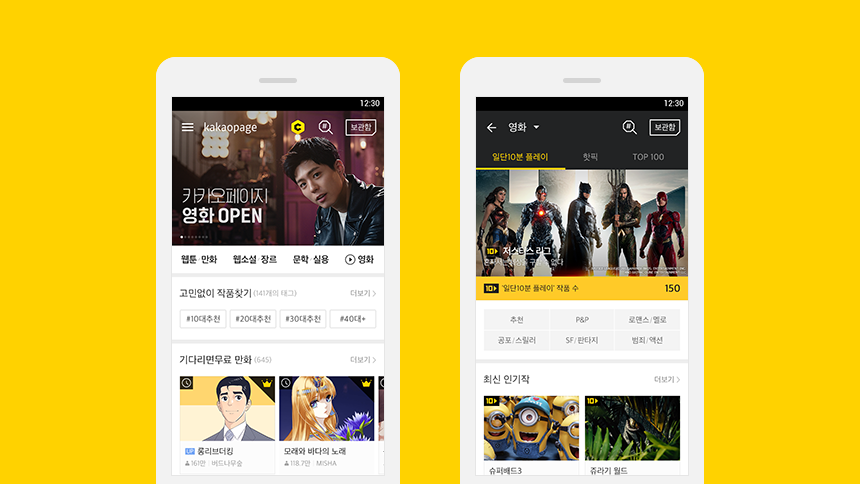 12:30
kakaopage
C
#
보관함
카카오페이지
영화 OPEN
웹툰·만화
웹소설·장르
문학·실용
영화
고민없이 작품찾기 (141개의 태그)
더보기
#10대추천
#20대추천
#30대추천
#40대+
기다리면무료 만화 (645)
더보기
UP 롱리브더킹
161만 | 버드나무숲
모래와 바다의 노래
118.7만 | MISHA
12:30
영화
#
보관함
일단10분 플레이
핫픽
TOP 100
10 저스티스 리그
10 '일단10분 플레이' 작품 수
150
추천
P&P
로맨스/멜로
공포/스릴러
SF/판타지
범죄/액션
최신 인기작
더보기
10
10
슈퍼배드3
쥬라기 월드